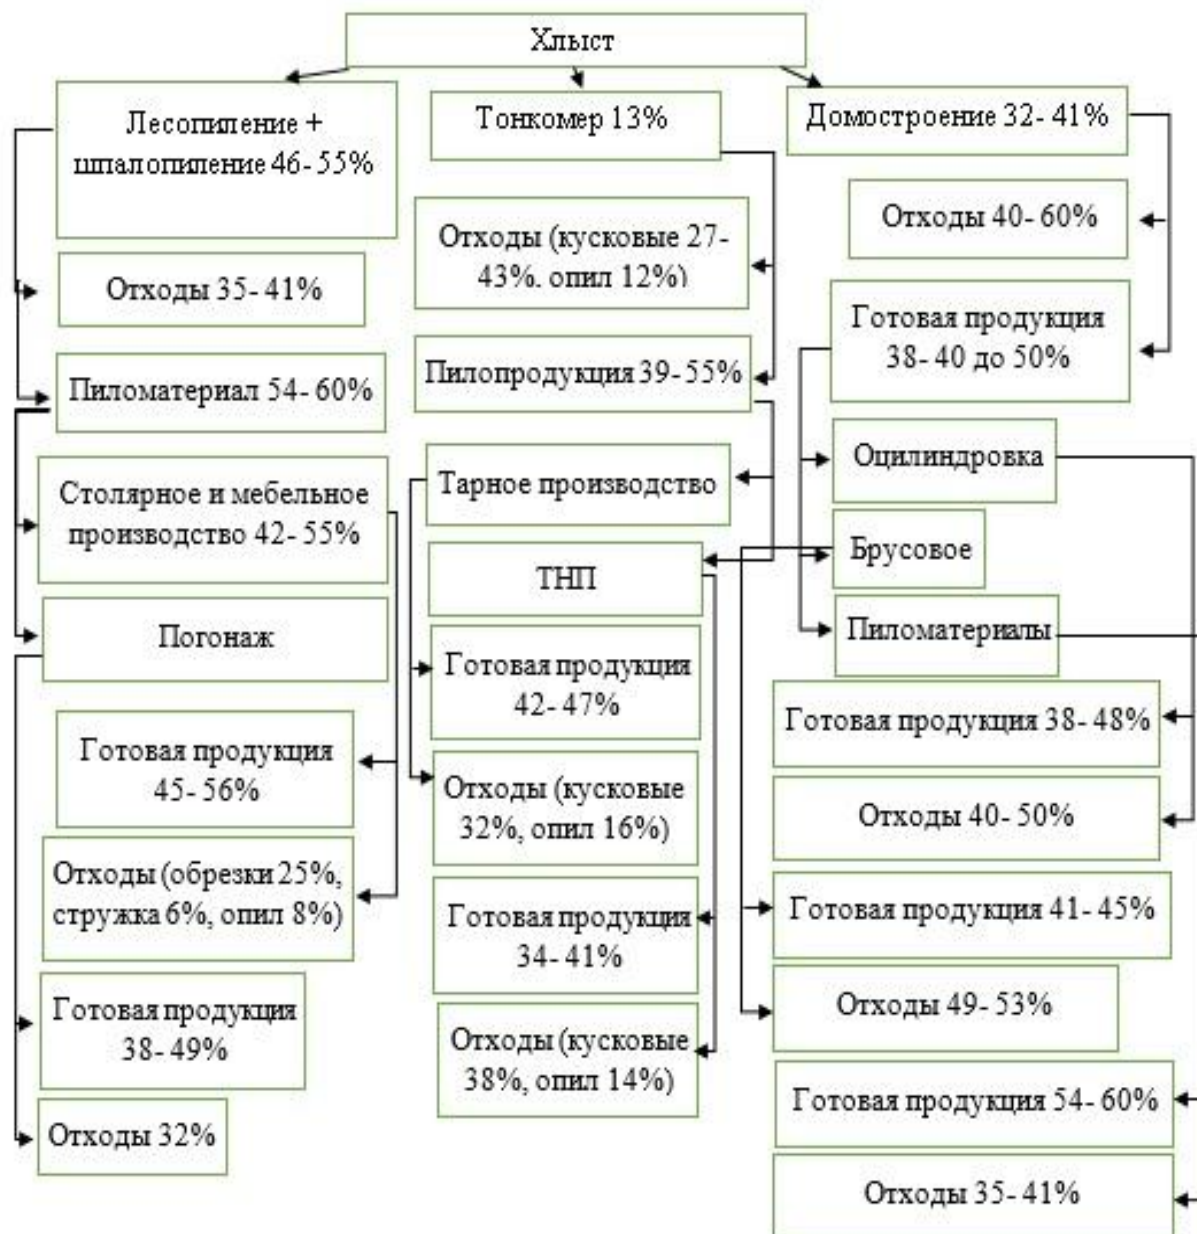 Хлыст
Лесопиление +
шпалопиление 46- 55%
Отходы 35- 41%
Пиломатериал 54- 60%
Столярное и мебельное
производство 42- 55%
Погонаж
Готовая продукция
45- 56%
Отходы (обрезки 25%,
стружка 6%, опил 8%)
Готовая продукция
38- 49%
Отходы 32%
Тонкомер 13%
Отходы (кусковые 27-
43%. опил 12%)
Пилопродукция 39- 55%
Тарное производство
ТНП
Готовая продукция
42- 47%
Отходы (кусковые
32%, опил 16%)
Готовая продукция
34- 41%
Отходы (кусковые
38%, опил 14%)
Домостроение 32- 41%
Отходы 40- 60%
Готовая продукция
38- 40 до 50%
Оцилиндровка
Брусовое
Пиломатериалы
Готовая продукция 38- 48%
Отходы 40- 50%
Готовая продукция 41- 45%
Отходы 49- 53%
Готовая продукция 54- 60%
Отходы 35- 41%